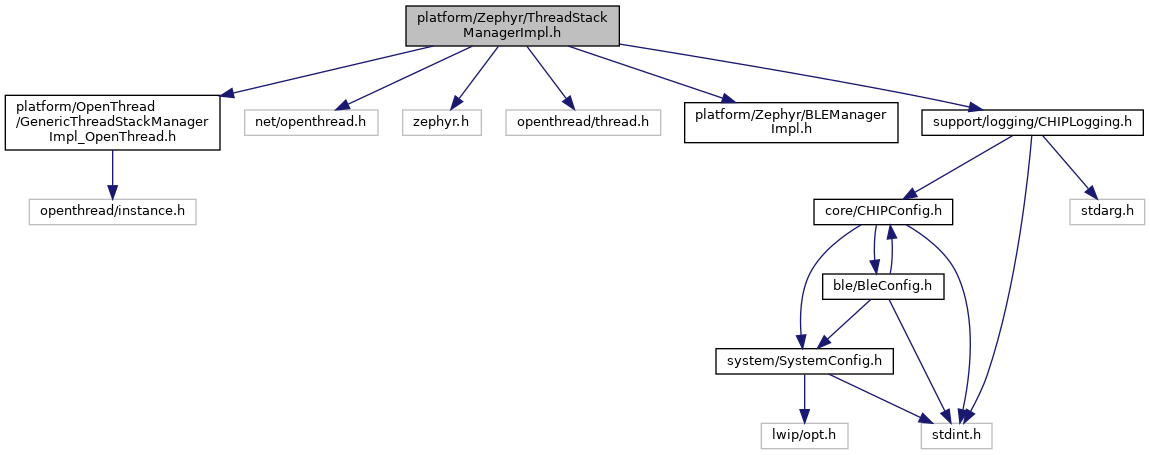 platform/Zephyr/ThreadStack
ManagerImpl.h
platform/OpenThread
/GenericThreadStackManager
Impl_OpenThread.h
net/openthread.h
zephyr.h
openthread/thread.h
platform/Zephyr/BLEManager
Impl.h
support/logging/CHIPLogging.h
openthread/instance.h
core/CHIPConfig.h
stdarg.h
ble/BleConfig.h
system/SystemConfig.h
lwip/opt.h
stdint.h